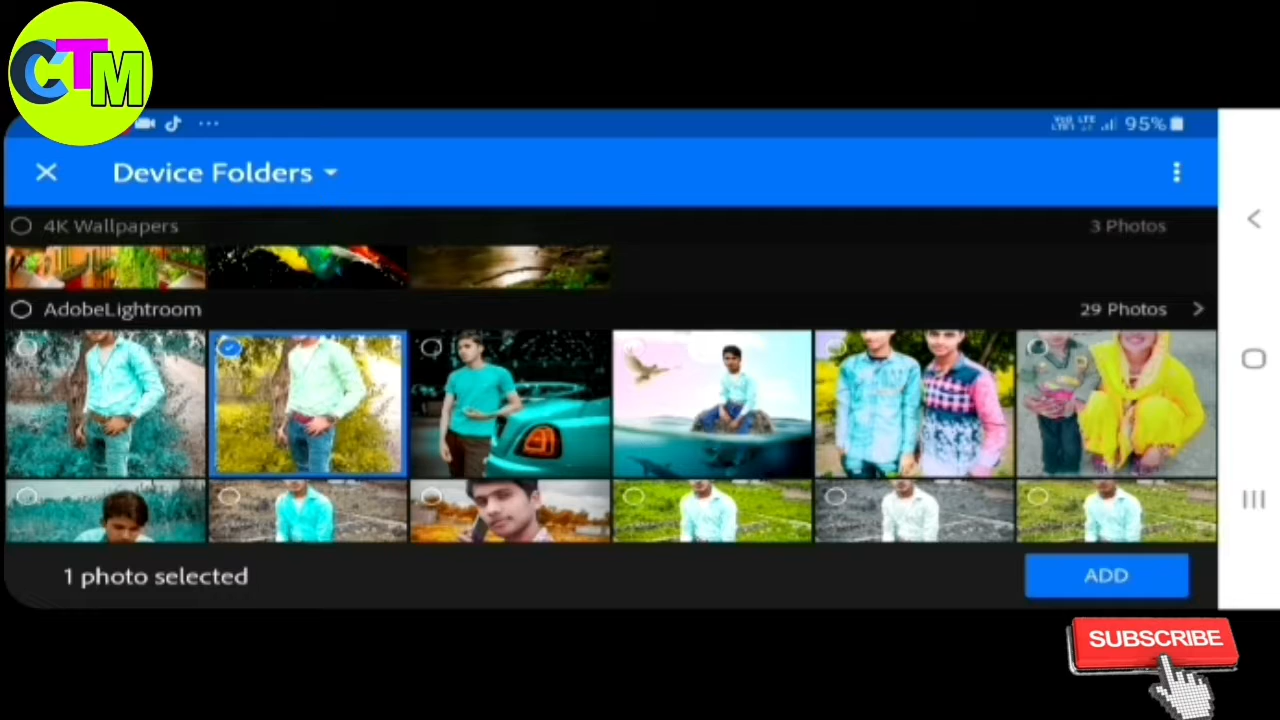 CTM
95%
Device Folders
4K Wallpapers
3 Photos
AdobeLightroom
29 Photos
1 photo selected
ADD
SUBSCRIBE